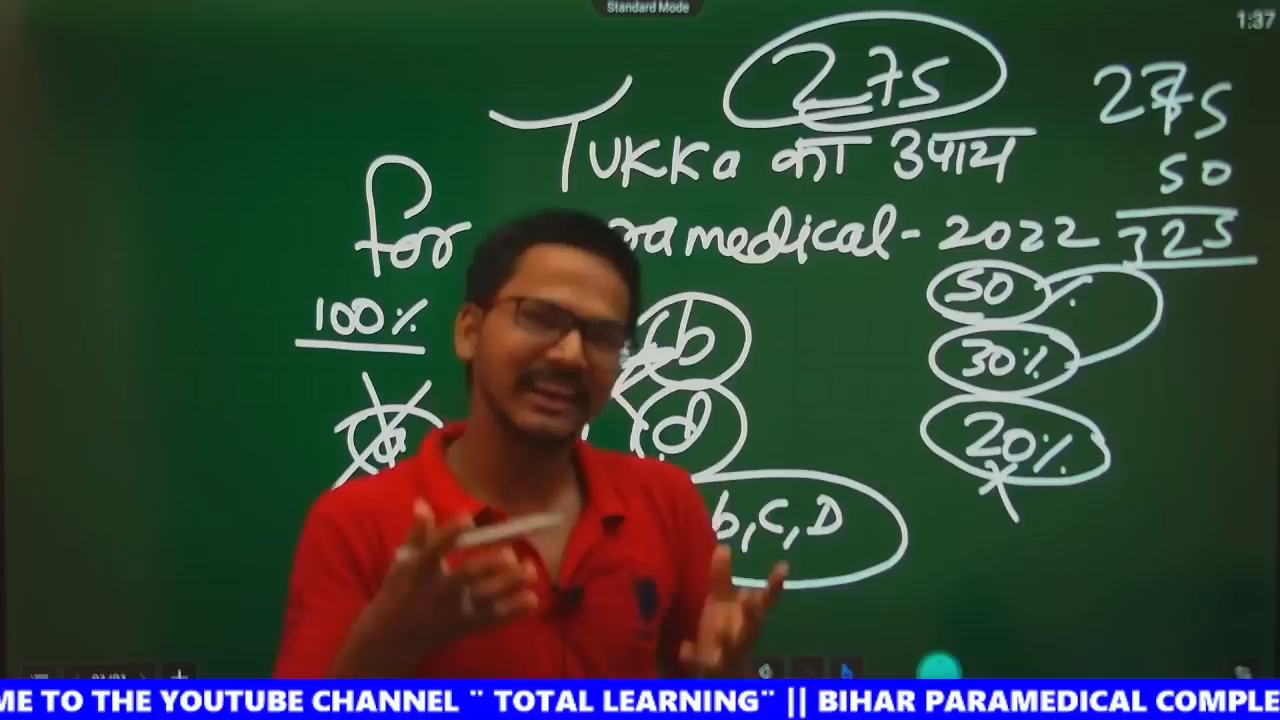 Standard Mode
1:37
275
275
TUKKa का उपाय
50
for ramedical-2022
325
50%
100%
b
30%
d
20%
b,C,D
ME TO THE YOUTUBE CHANNEL " TOTAL LEARNING" || BIHAR PARAMEDICAL COMPLE